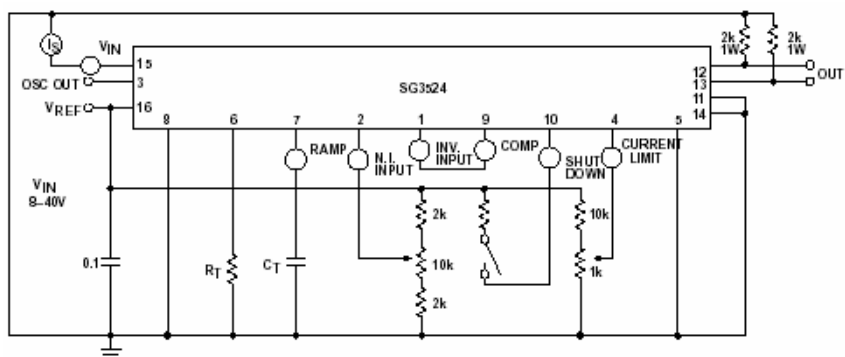 IS
VIN
2k
1W
2k
1W
15
12
OUT
OSC OUT
3
SG3524
13
VREF
16
11
14
8
6
7
2
1
9
10
4
5
RAMP
N.I.
INPUT
INV.
INPUT
COMP
SHUT
DOWN
CURRENT
LIMIT
VIN
8–40V
2k
10k
0.1
RT
CT
10k
1k
2k